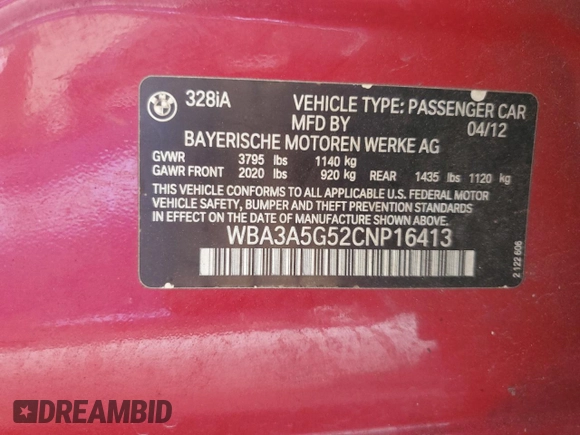 BMW
328iA VEHICLE TYPE: PASSENGER CAR
MFD BY 04/12
BAYERISCHE MOTOREN WERKE AG
GVWR 3795 lbs 1140 kg
GAWR FRONT 2020 lbs 920 kg REAR 1435 lbs 1120 kg
THIS VEHICLE CONFORMS TO ALL APPLICABLE U.S. FEDERAL MOTOR
VEHICLE SAFETY, BUMPER AND THEFT PREVENTION STANDARDS
IN EFFECT ON THE DATE OF MANUFACTURE SHOWN ABOVE.
WBA3A5G52CNP16413
2 122 606
DREAMBID